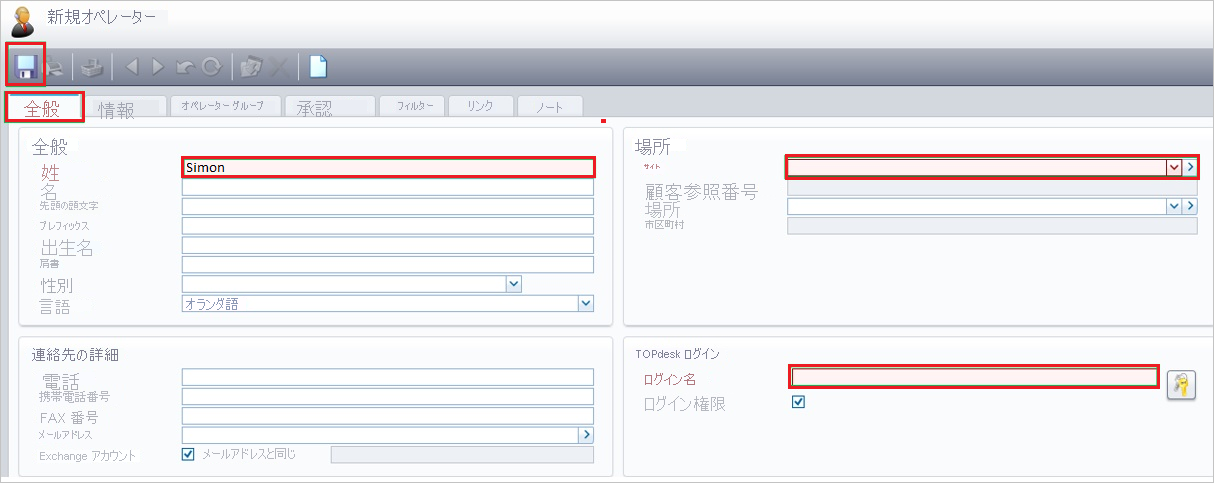 新規オペレーター
全般 情報 オペレーター グループ 承認 フィルター リンク ノート
全般
姓 Simon
名
先頭の頭文字
プレフィックス
出生名
肩書
性別
言語 オランダ語
場所
サイト
顧客参照番号
場所
市区町村
連絡先の詳細
電話
携帯電話番号
FAX 番号
メールアドレス
Exchange アカウント メールアドレスと同じ
TOPdesk ログイン
ログイン名
ログイン権限